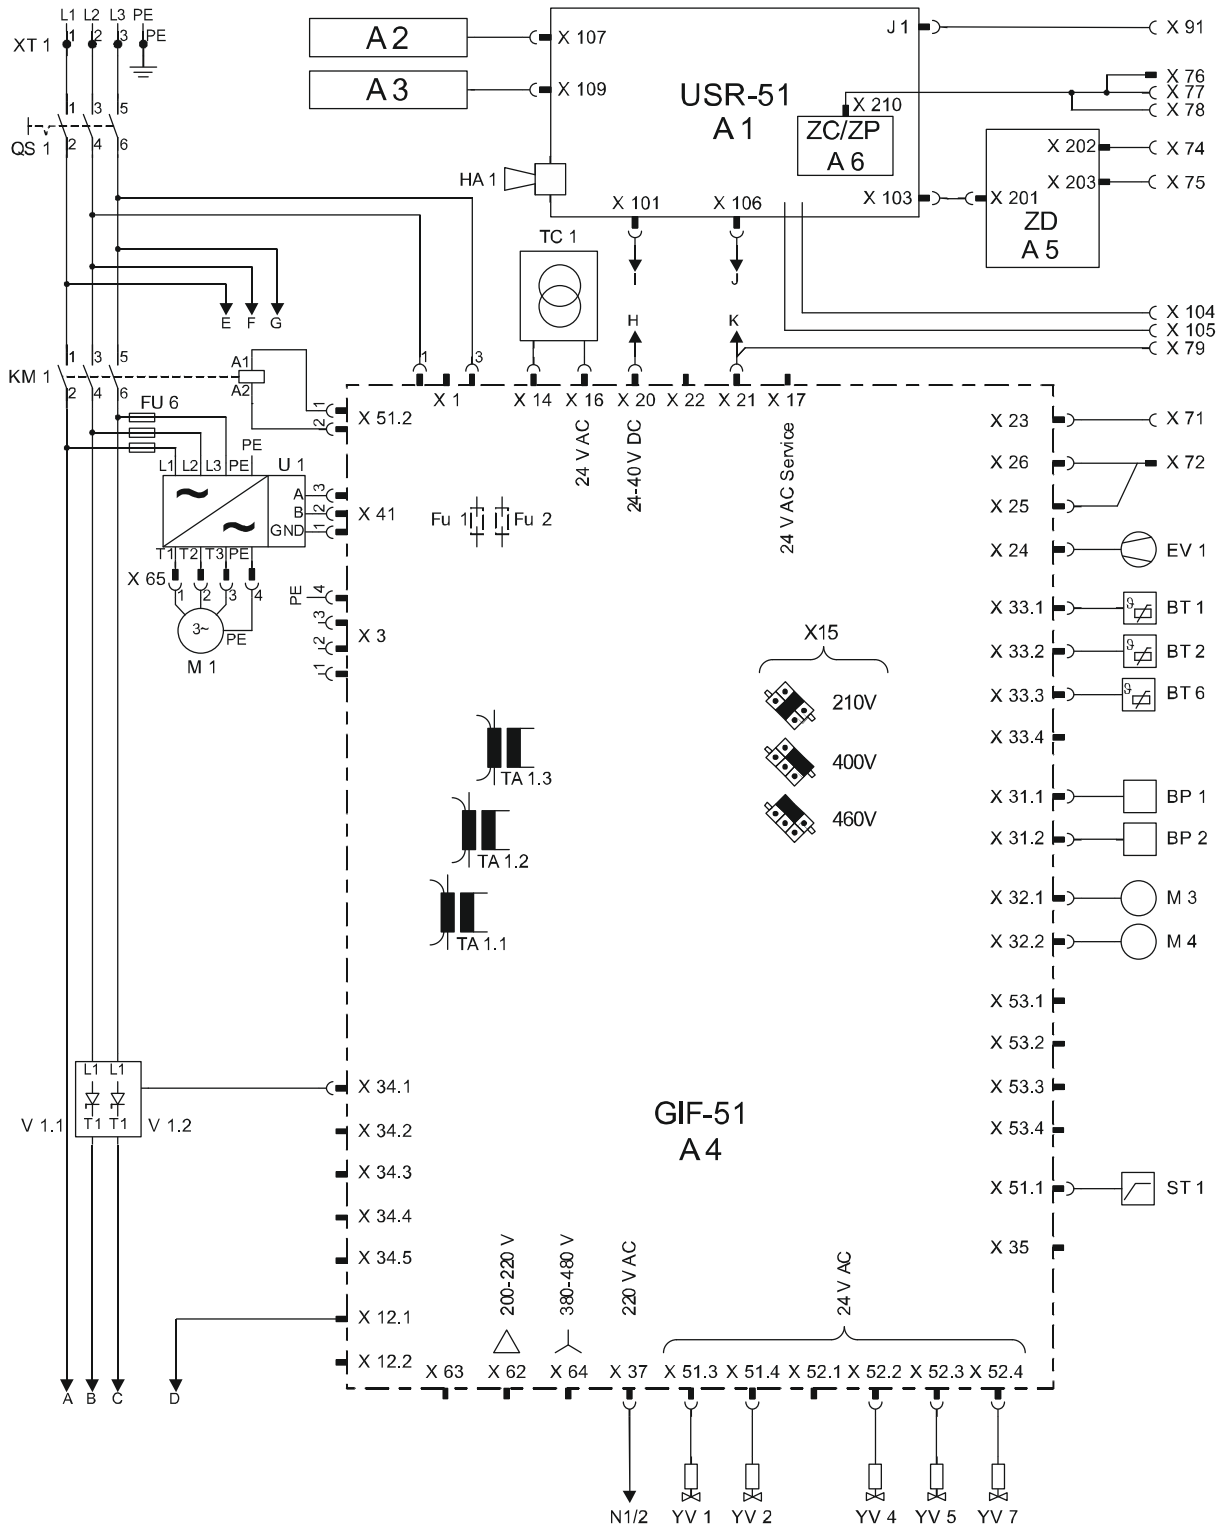 L1 L2 L3 PE
XT 1
1 2 3 PE
A 2
X 107
A 3
X 109
USR-51
A 1
J 1
X 91
X 76
X 77
X 78
X 210
ZC/ZP
A 6
X 202
X 74
X 203
X 75
X 103
X 201
ZD
A 5
1 3 5
QS 1
2 4 6
HA 1
X 101
X 106
TC 1
I
J
E F G
H
K
X 104
X 105
X 79
1 3 5
KM 1
2 4 6
A1
A2
FU 6
1
3
X 1
X 14
X 16
X 20
X 22
X 21
X 17
24 V AC
24-40 V DC
24 V AC Service
1
2
X 51.2
PE
L1 L2 L3 PE
U 1
A 3
B 2
GND 1
X 41
T1 T2 T3 PE
X 65
1 2 3 4
3~
PE
M 1
Fu 1
Fu 2
PE 4
3
2
1
X 3
X 23
X 71
X 26
X 72
X 25
X 24
EV 1
X 33.1
ϑ
BT 1
X 33.2
ϑ
BT 2
X 33.3
ϑ
BT 6
X 33.4
X15
210V
400V
460V
TA 1.3
TA 1.2
TA 1.1
X 31.1
BP 1
X 31.2
BP 2
X 32.1
M 3
X 32.2
M 4
X 53.1
X 53.2
X 53.3
X 53.4
X 51.1
ST 1
X 35
L1 L1
T1 T1
V 1.1
V 1.2
X 34.1
X 34.2
X 34.3
X 34.4
X 34.5
X 12.1
X 12.2
GIF-51
A 4
200-220 V
380-480 V
220 V AC
24 V AC
X 63
X 62
X 64
X 37
X 51.3
X 51.4
X 52.1
X 52.2
X 52.3
X 52.4
A B C D
N1/2
YV 1
YV 2
YV 4
YV 5
YV 7